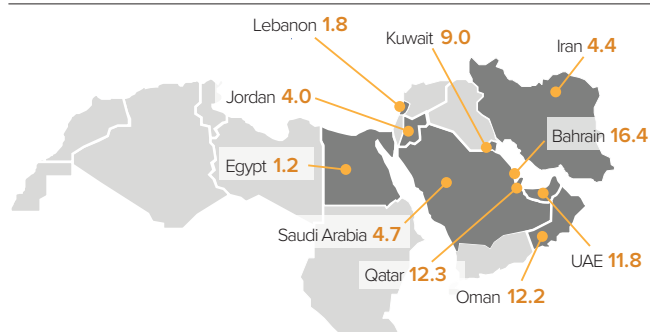 Lebanon 1.8
Kuwait 9.0
Iran 4.4
Jordan 4.0
Bahrain 16.4
Egypt 1.2
Saudi Arabia 4.7
Qatar 12.3
UAE 11.8
Oman 12.2